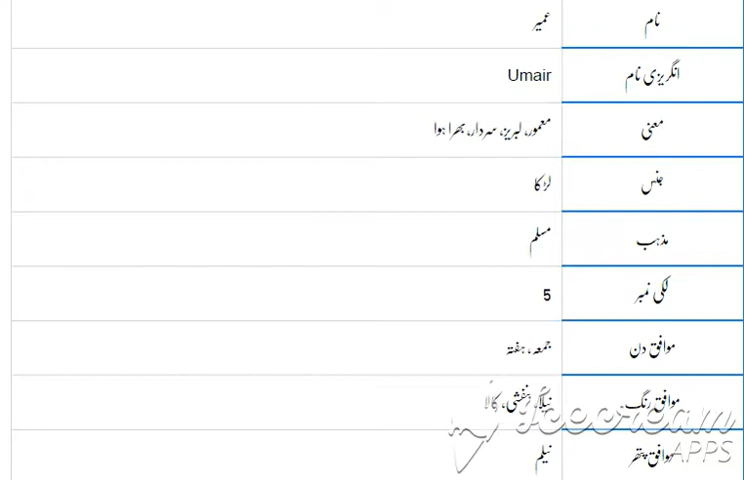 نام عمیر
انگریزی نام Umair
معنی معمور، لبریز، سردار، بھرا ہوا
جنس لڑکا
مذہب مسلم
لکی نمبر 5
موافق دن جمعہ، ہفتہ
موافق رنگ نیلا، بنفشی، کالا
موافق پتھر نیلم
APPS